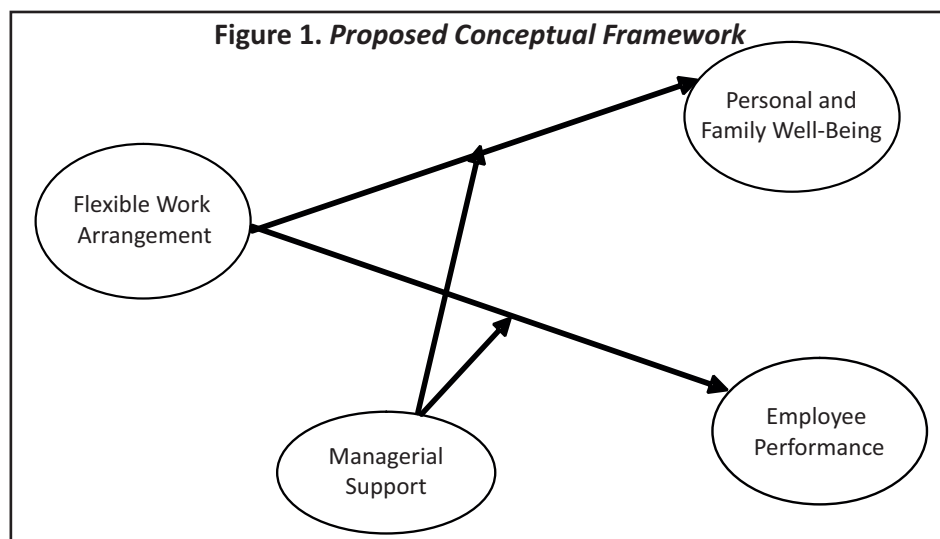 Figure 1. Proposed Conceptual Framework
Personal and
Family Well-Being
Flexible Work
Arrangement
Employee
Performance
Managerial
Support